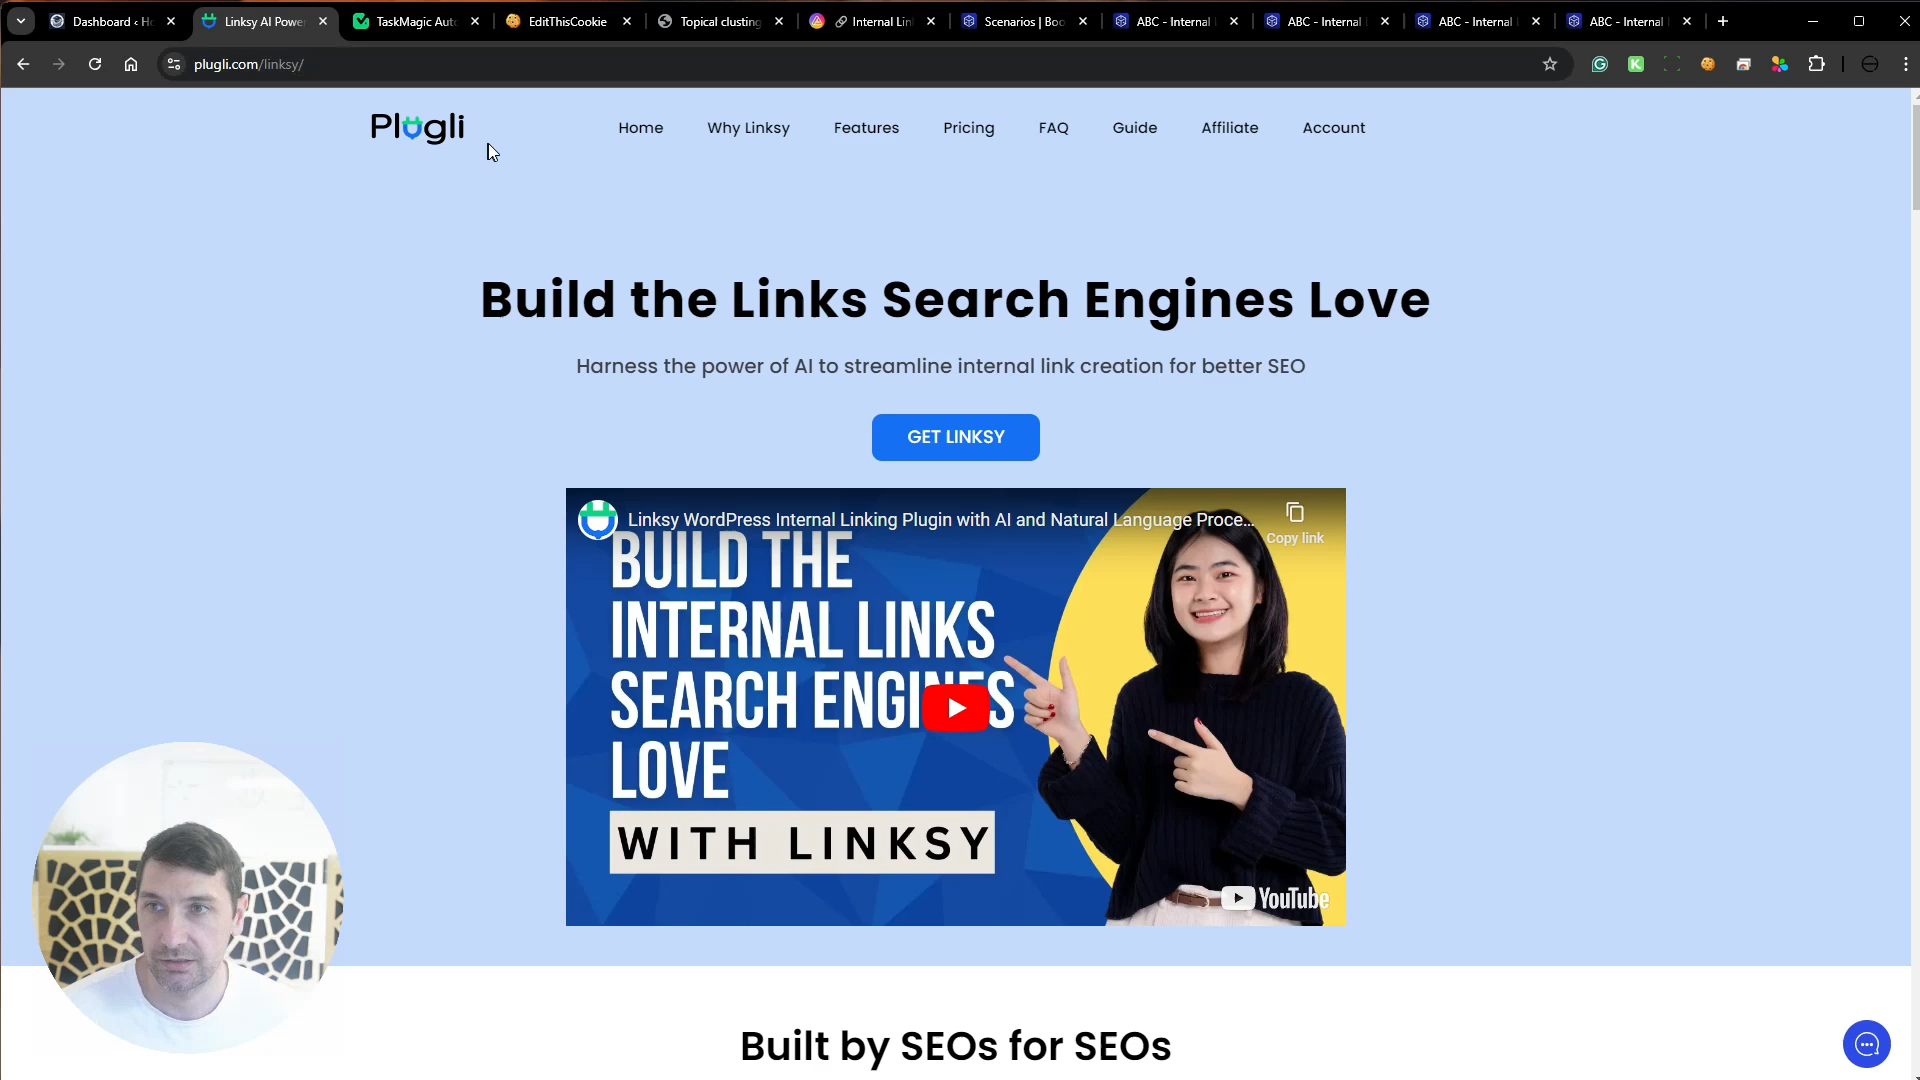 Dashboard ‹ H
Linksy AI Powe
TaskMagic Aut
EditThisCookie
Topical clusting
Internal Lin
Scenarios | Boo
ABC - Internal
ABC - Internal
ABC - Internal
ABC - Internal
plugli.com/linksy/
Plugli
Home
Why Linksy
Features
Pricing
FAQ
Guide
Affiliate
Account
Build the Links Search Engines Love
Harness the power of AI to streamline internal link creation for better SEO
GET LINKSY
Linksy WordPress Internal Linking Plugin with AI and Natural Language Proce...
Copy link
BUILD THE
INTERNAL LINKS
SEARCH ENGINES
LOVE
WITH LINKSY
YouTube
Built by SEOs for SEOs